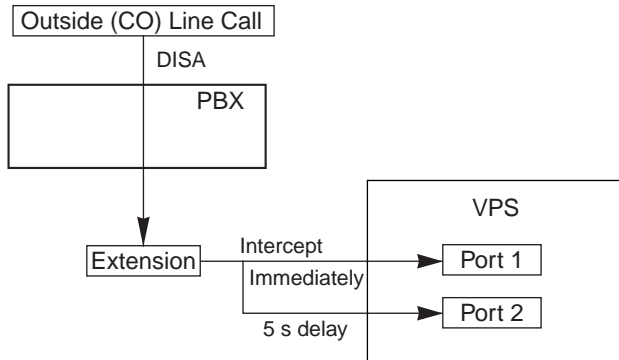 Outside (CO) Line Call
DISA
PBX
VPS
Extension
Intercept
Immediately
Port 1
5 s delay
Port 2